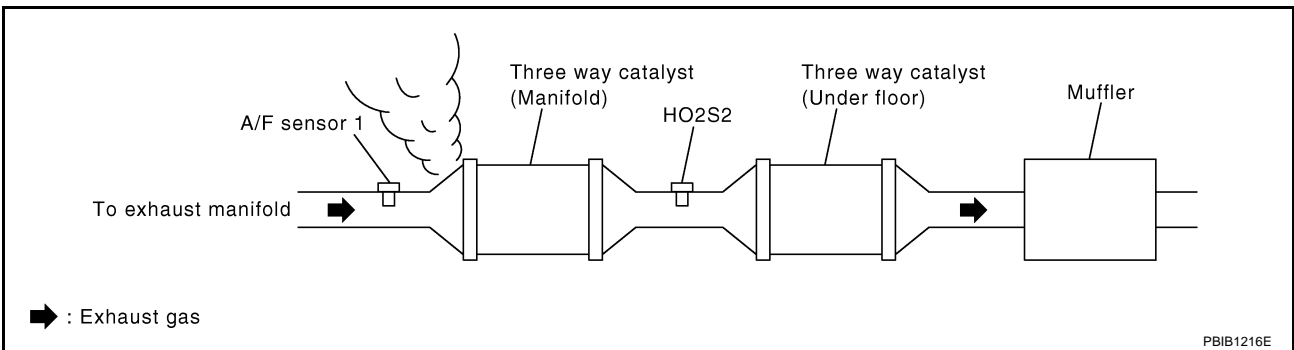 Three way catalyst
(Manifold)
Three way catalyst
(Under floor)
Muffler
A/F sensor 1
HO2S2
To exhaust manifold
: Exhaust gas
PBIB1216E